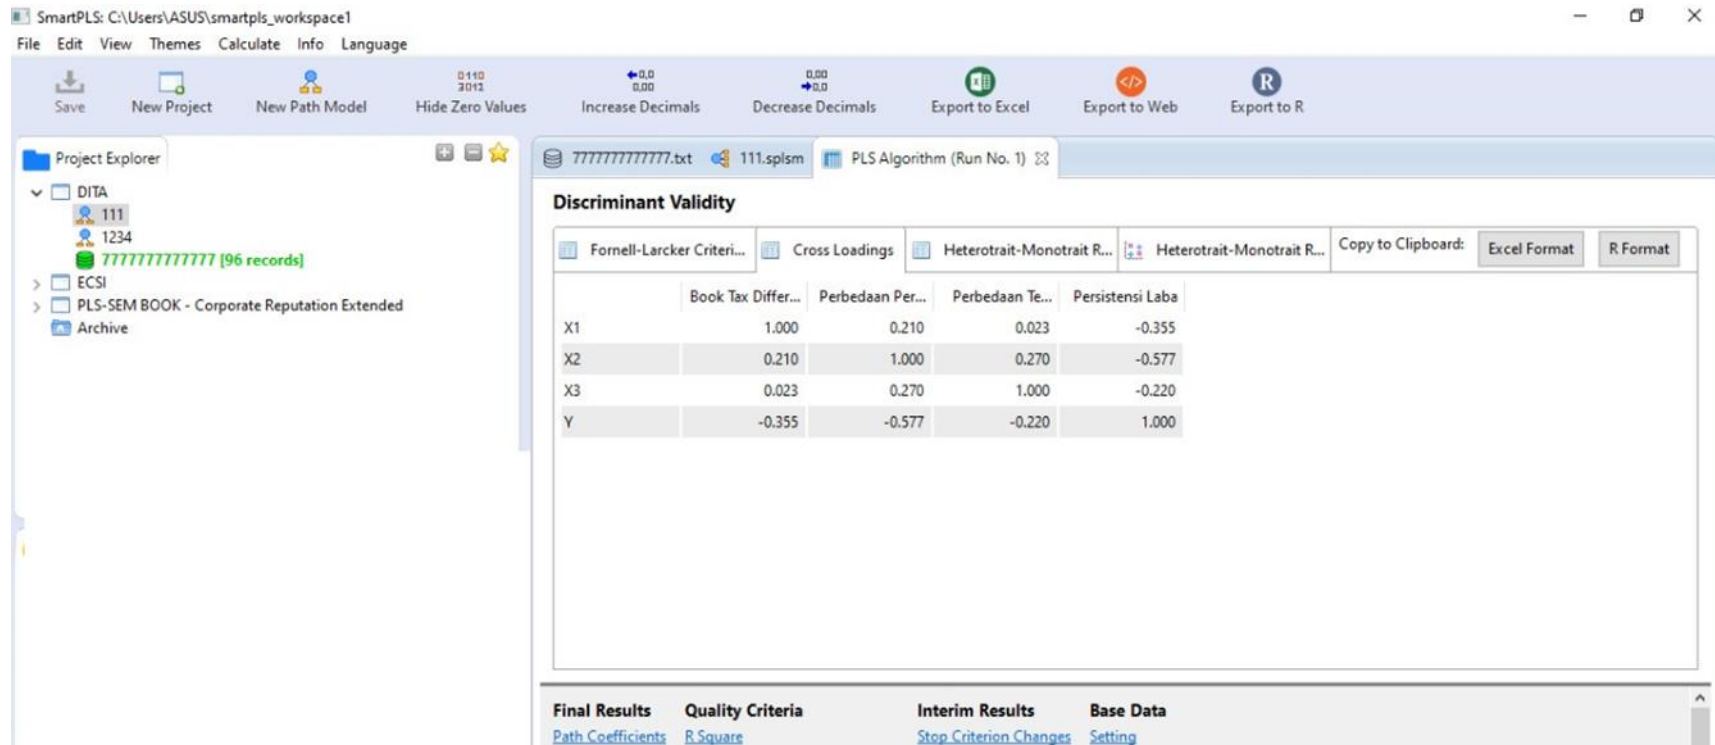 SmartPLS: C:\Users\ASUS\smartpls_workspace1
File Edit View Themes Calculate Info Language
Save New Project New Path Model Hide Zero Values Increase Decimals Decrease Decimals Export to Excel Export to Web Export to R
Project Explorer
DITA
111
1234
7777777777777 [96 records]
ECSI
PLS-SEM BOOK - Corporate Reputation Extended
Archive
7777777777777.txt 111.splsm PLS Algorithm (Run No. 1)
Discriminant Validity
Fornell-Larcker Criteri... Cross Loadings Heterotrait-Monotrait R... Heterotrait-Monotrait R... Copy to Clipboard: Excel Format R Format
Book Tax Differ... Perbedaan Per... Perbedaan Te... Persistensi Laba
X1 1.000 0.210 0.023 -0.355
X2 0.210 1.000 0.270 -0.577
X3 0.023 0.270 1.000 -0.220
Y -0.355 -0.577 -0.220 1.000
Final Results Quality Criteria Interim Results Base Data
Path Coefficients R Square Stop Criterion Changes Setting